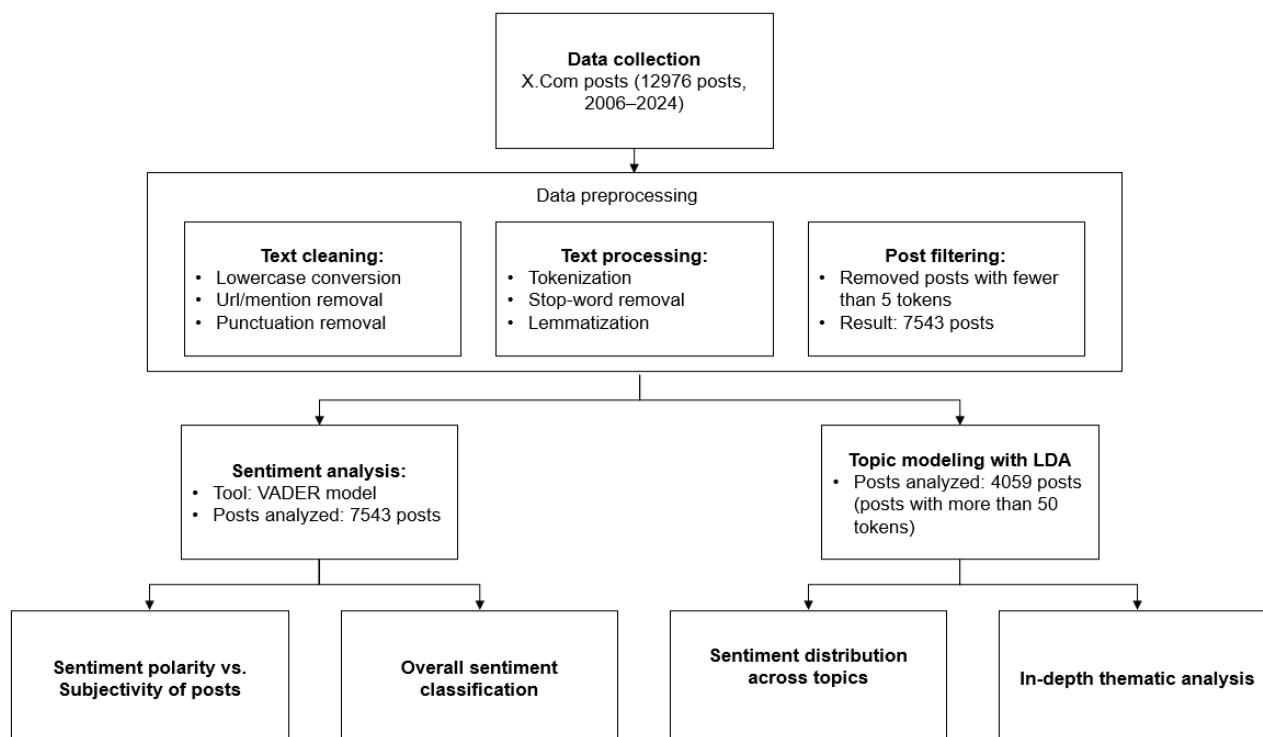 Data collection
X.Com posts (12976 posts,
2006–2024)
Data preprocessing
Text cleaning:
• Lowercase conversion
• Url/mention removal
• Punctuation removal
Text processing:
• Tokenization
• Stop-word removal
• Lemmatization
Post filtering:
• Removed posts with fewer
than 5 tokens
• Result: 7543 posts
Sentiment analysis:
• Tool: VADER model
• Posts analyzed: 7543 posts
Topic modeling with LDA
• Posts analyzed: 4059 posts
(posts with more than 50
tokens)
Sentiment polarity vs.
Subjectivity of posts
Overall sentiment
classification
Sentiment distribution
across topics
In-depth thematic analysis